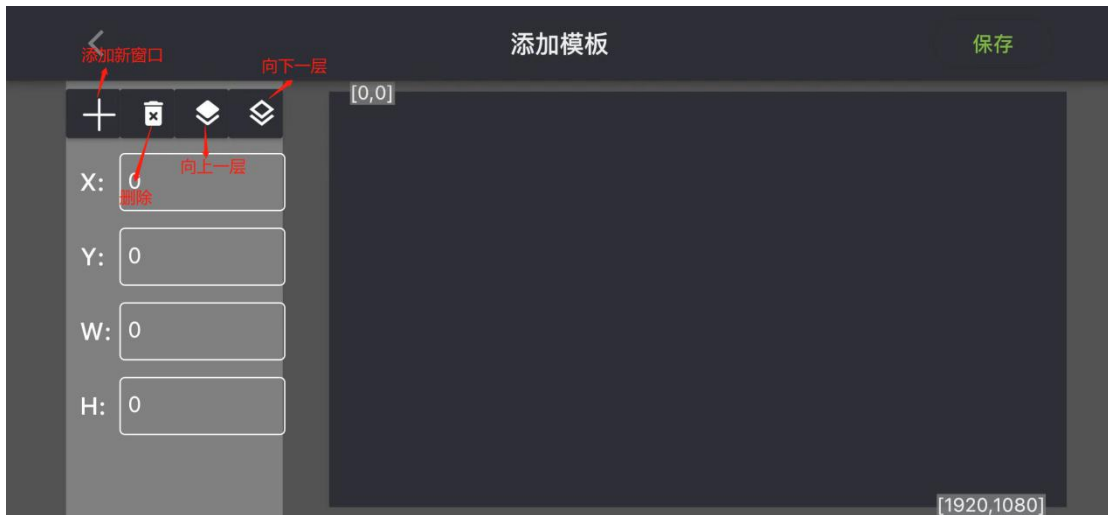 添加模板
保存
添加新窗口
向下一层
[0,0]
向上一层
X: 0
删除
Y: 0
W: 0
H: 0
[1920,1080]